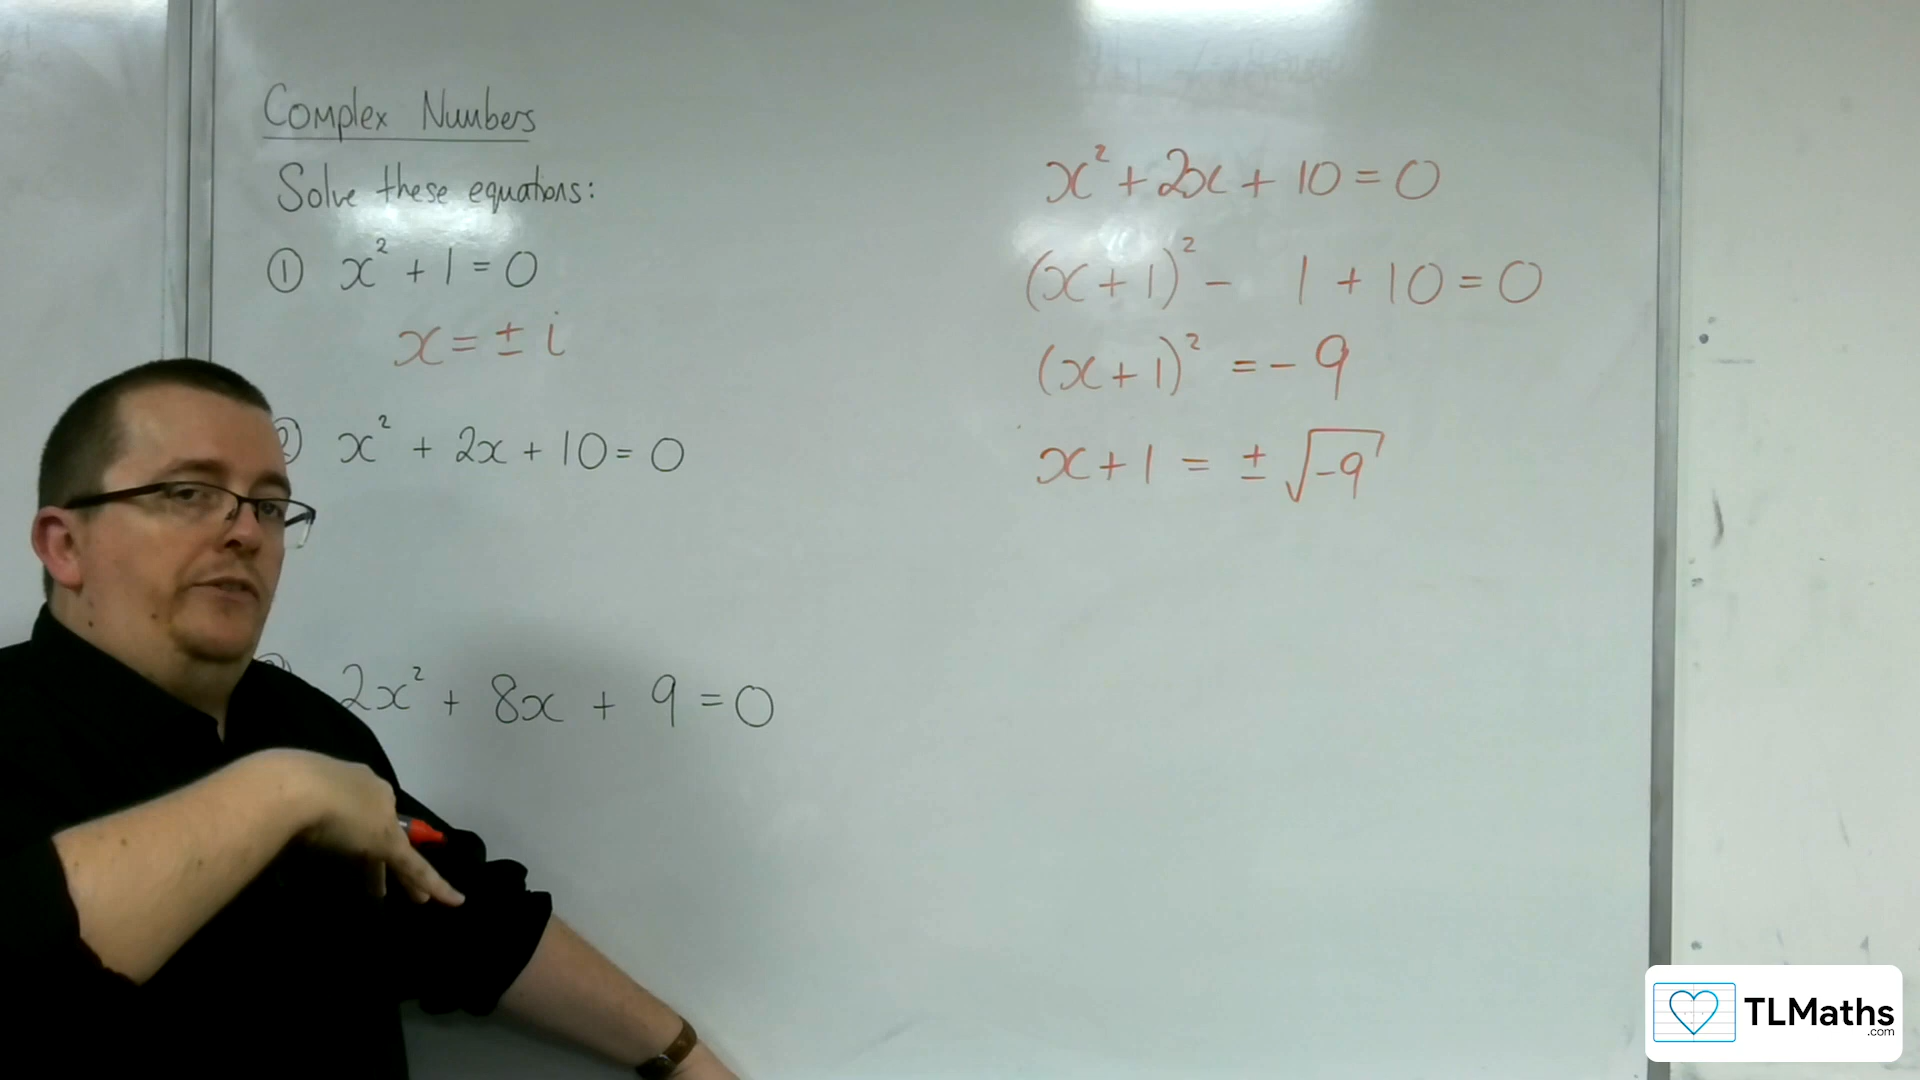 Complex Numbers
Solve these equations:
① x² + 1 = 0
x = ± i
② x² + 2x + 10 = 0
2x² + 8x + 9 = 0
x² + 2x + 10 = 0
(x + 1)² - 1 + 10 = 0
(x + 1)² = - 9
x + 1 = ± √-9
TLMaths
.com